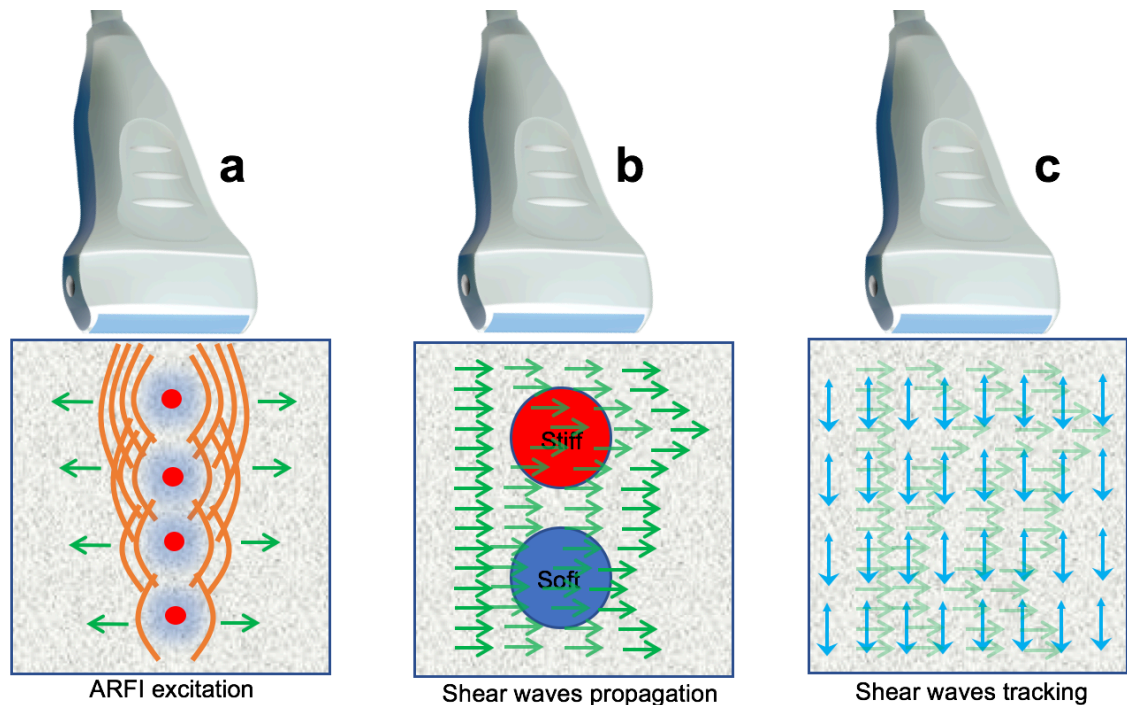 a
b
c
Stiff
Soft
ARFI excitation
Shear waves propagation
Shear waves tracking